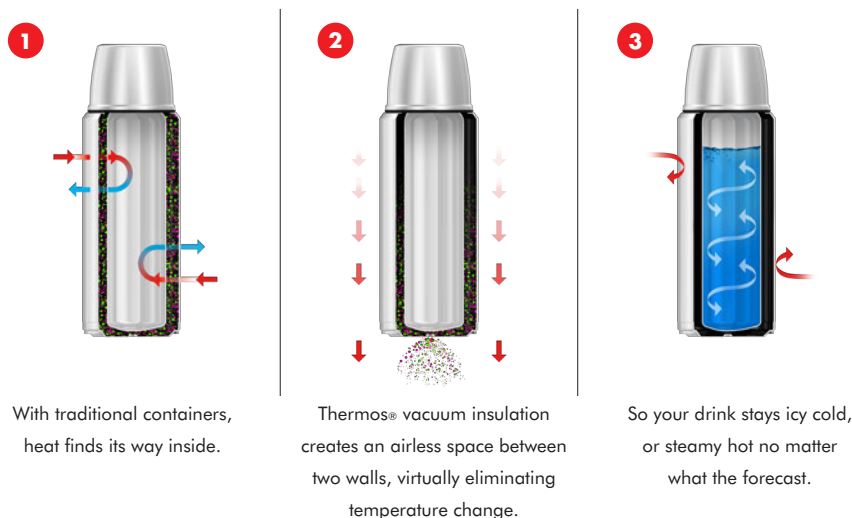 1
With traditional containers,
heat finds its way inside.
2
Thermos® vacuum insulation
creates an airless space between
two walls, virtually eliminating
temperature change.
3
So your drink stays icy cold,
or steamy hot no matter
what the forecast.